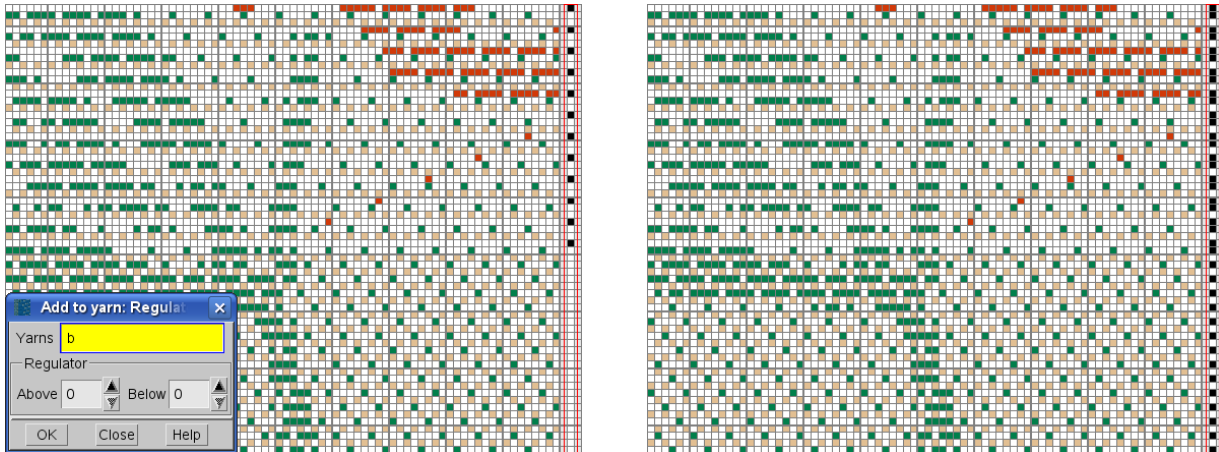 Add to yarn: Regulat
Yarns b
Regulator
Above 0 Below 0
OK Close Help